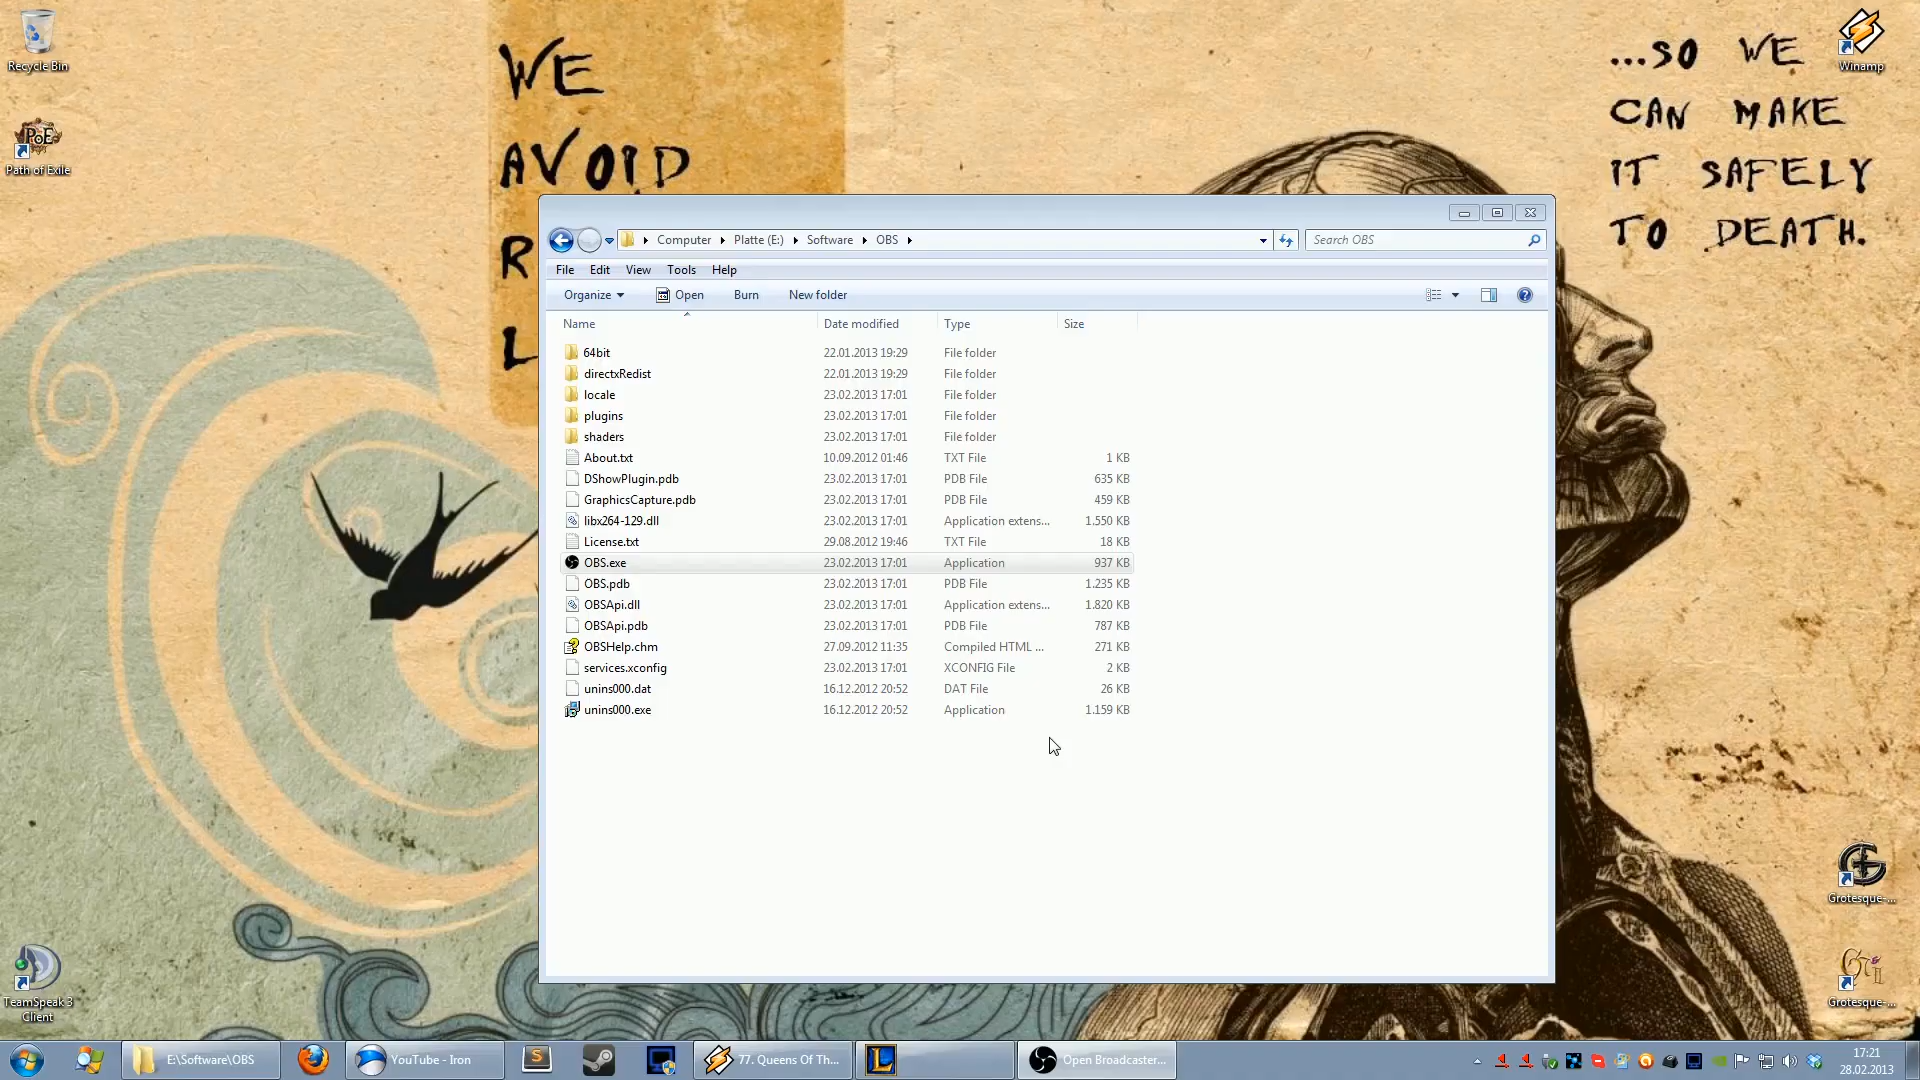 Recycle Bin
Path of Exile
WE
AVOID
R
L
...SO WE
CAN MAKE
IT SAFELY
TO DEATH.
Winamp
Computer Platte (E:) Software OBS
Search OBS
File Edit View Tools Help
Organize Open Burn New folder
Name Date modified Type Size
64bit 22.01.2013 19:29 File folder
directxRedist 22.01.2013 19:29 File folder
locale 23.02.2013 17:01 File folder
plugins 23.02.2013 17:01 File folder
shaders 23.02.2013 17:01 File folder
About.txt 10.09.2012 01:46 TXT File 1 KB
DShowPlugin.pdb 23.02.2013 17:01 PDB File 635 KB
GraphicsCapture.pdb 23.02.2013 17:01 PDB File 459 KB
libx264-129.dll 23.02.2013 17:01 Application extens... 1.550 KB
License.txt 29.08.2012 19:46 TXT File 18 KB
OBS.exe 23.02.2013 17:01 Application 937 KB
OBS.pdb 23.02.2013 17:01 PDB File 1.235 KB
OBSApi.dll 23.02.2013 17:01 Application extens... 1.820 KB
OBSApi.pdb 23.02.2013 17:01 PDB File 787 KB
OBSHelp.chm 27.09.2012 11:35 Compiled HTML ... 271 KB
services.xconfig 23.02.2013 17:01 XCONFIG File 2 KB
unins000.dat 16.12.2012 20:52 DAT File 26 KB
unins000.exe 16.12.2012 20:52 Application 1.159 KB
Grotesque-...
TeamSpeak 3
Client
Grotesque-...
E:\Software\OBS
YouTube - Iron
77. Queens Of Th...
Open Broadcaster...
17:21
28.02.2013